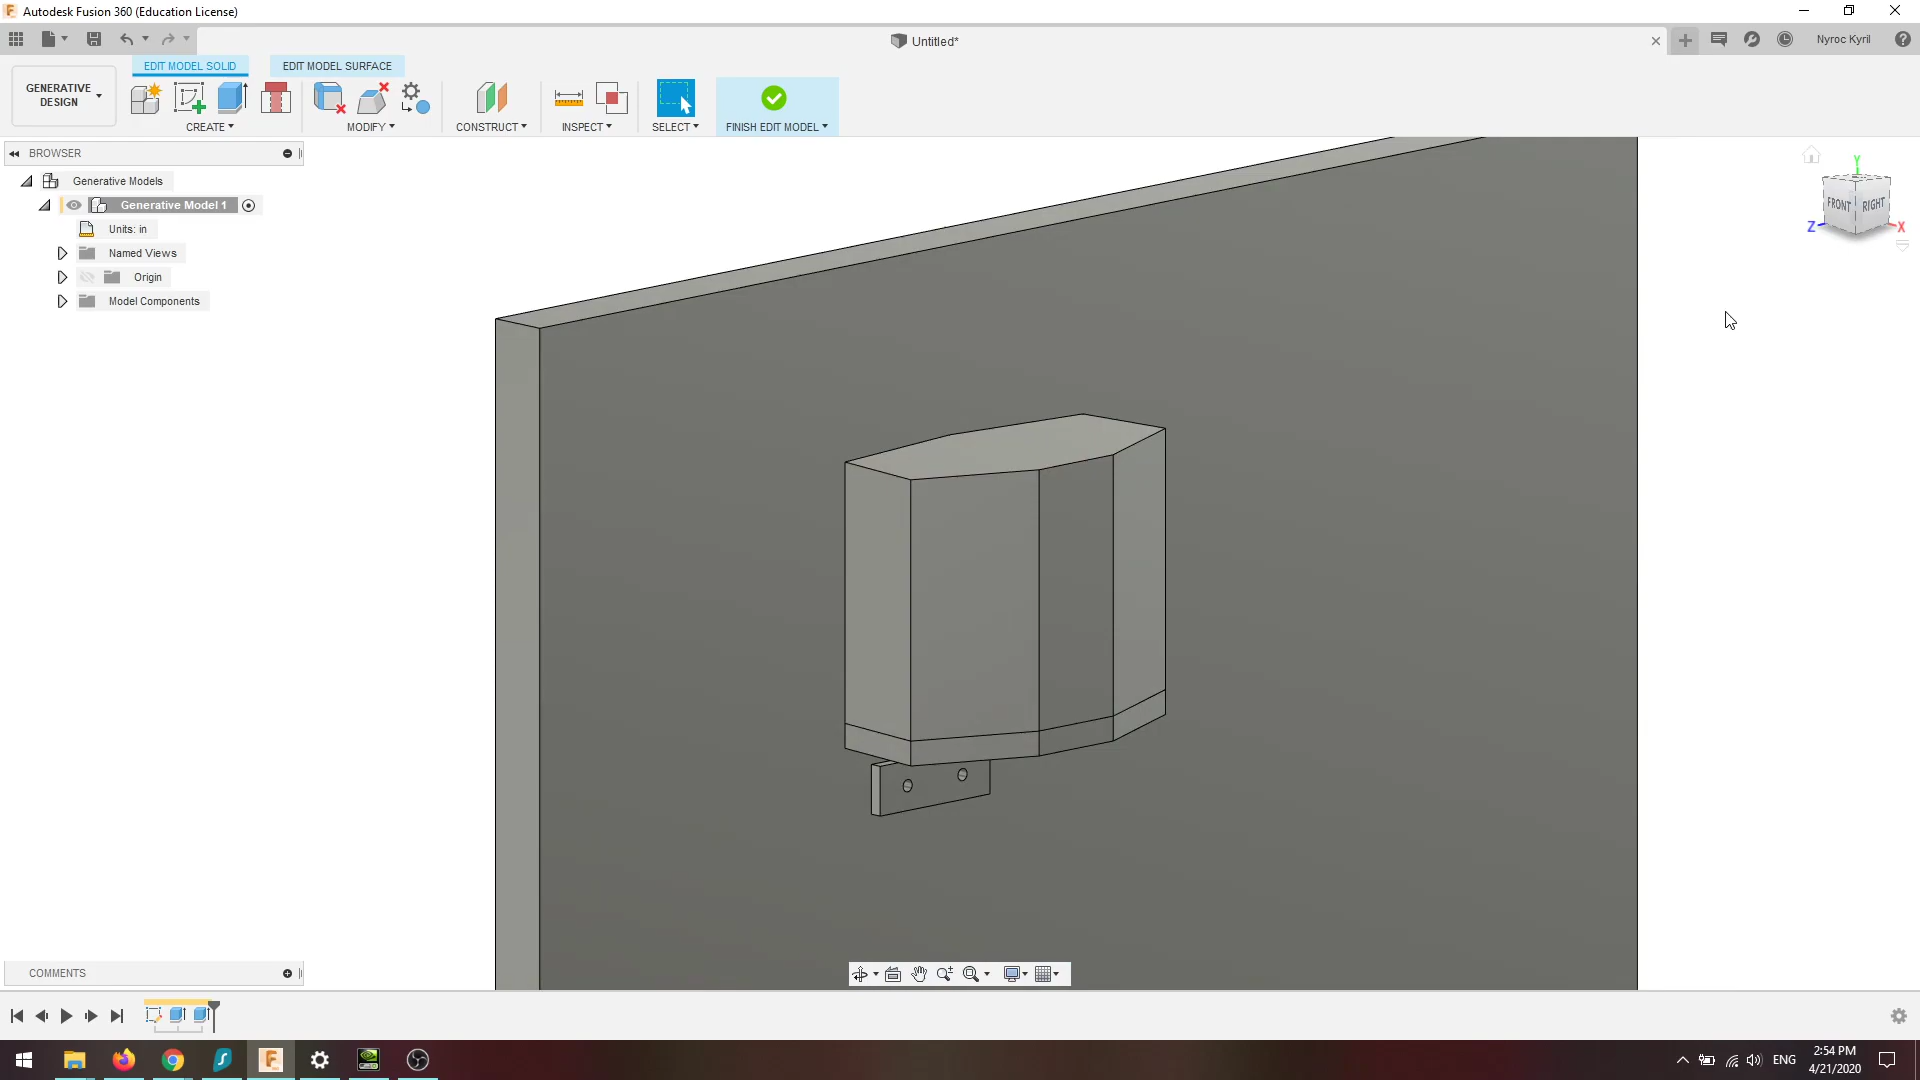 Autodesk Fusion 360 (Education License)
Untitled*
Nyroc Kyril
GENERATIVE DESIGN
EDIT MODEL SOLID
EDIT MODEL SURFACE
CREATE
MODIFY
CONSTRUCT
INSPECT
SELECT
FINISH EDIT MODEL
BROWSER
Generative Models
Generative Model 1
Units: in
Named Views
Origin
Model Components
Y
FRONT
RIGHT
Z
X
COMMENTS
ENG
2:54 PM
4/21/2020